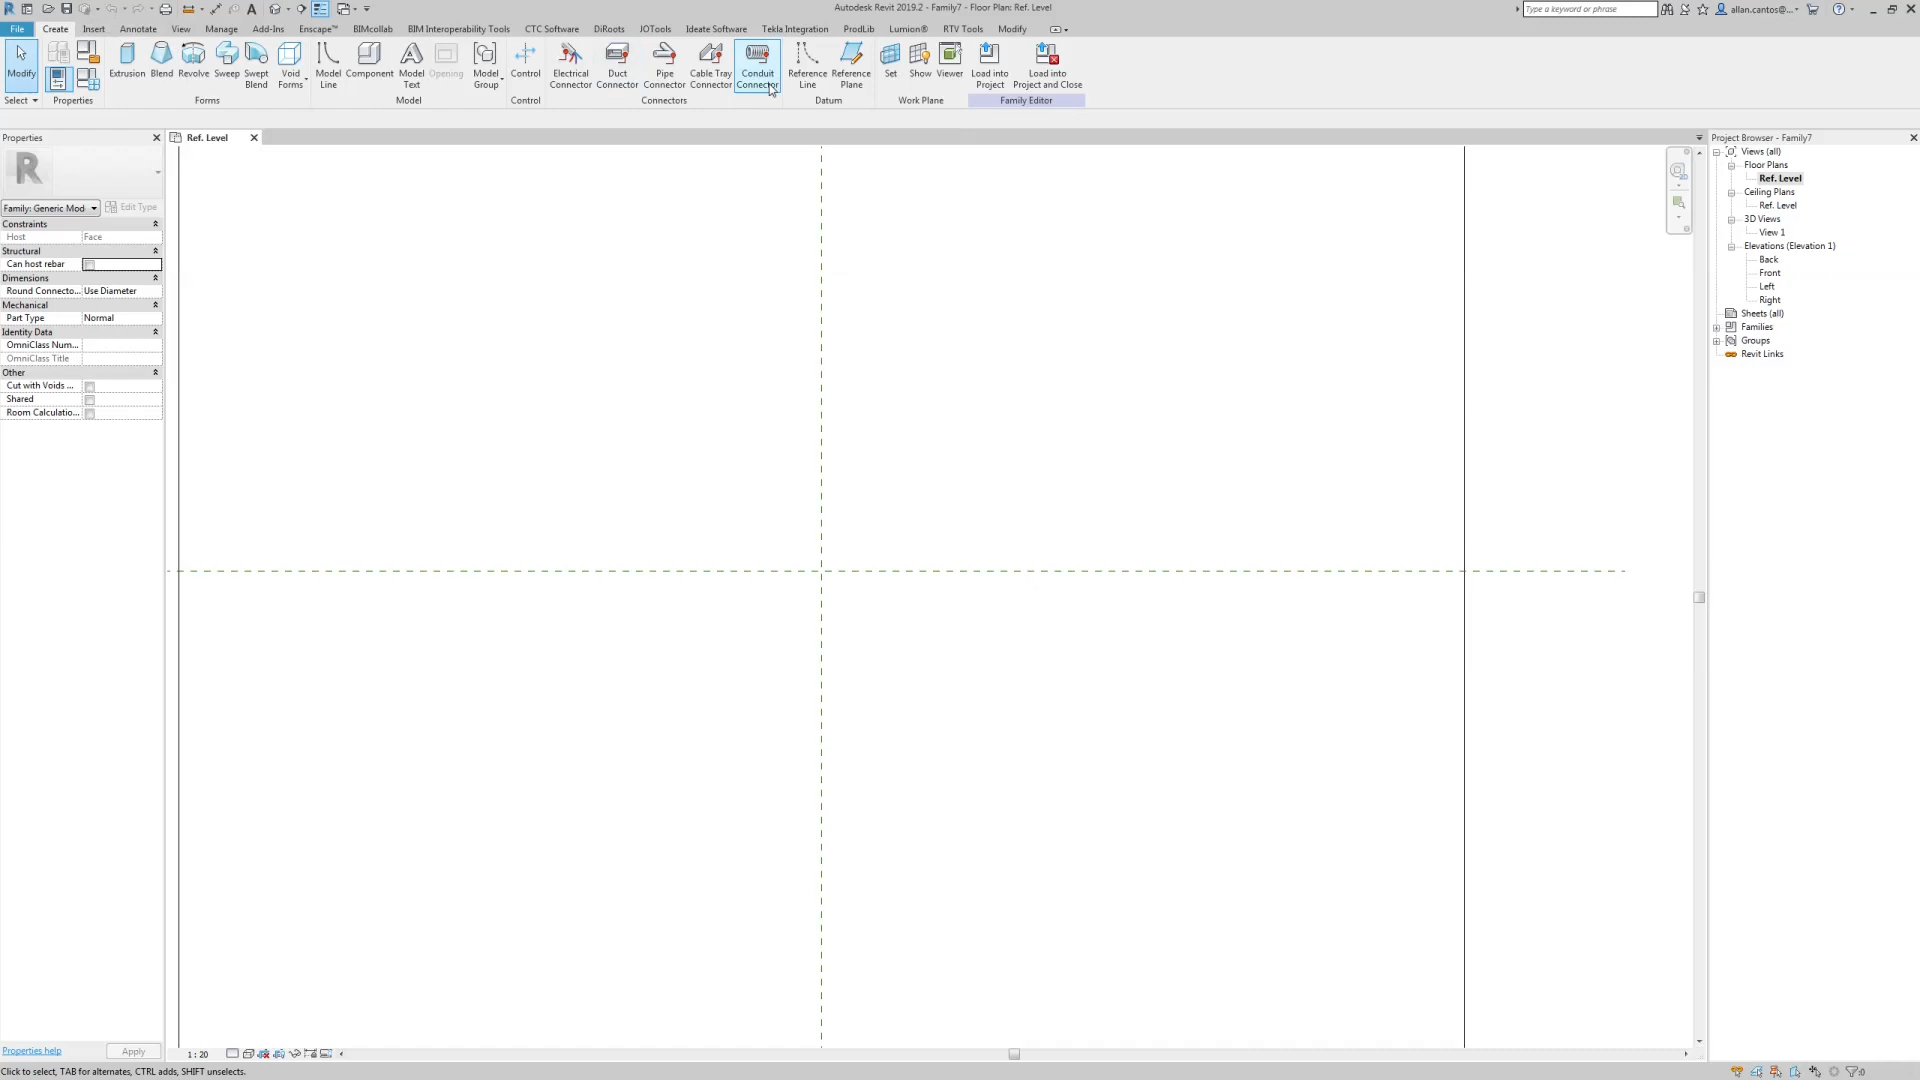 Autodesk Revit 2019.2 - Family7 - Floor Plan: Ref. Level
Type a keyword or phrase
allan.cantos@...
File Create Insert Annotate View Manage Add-Ins Enscape™ BIMcollab BIM Interoperability Tools CTC Software DiRoots JOTools Ideate Software Tekla Integration ProdLib Lumion® RTV Tools Modify
Modify Extrusion Blend Revolve Sweep Swept Blend Void Forms Model Line Component Model Text Opening Model Group Control Electrical Connector Duct Connector Pipe Connector Cable Tray Connector Conduit Connector Reference Line Reference Plane Set Show Viewer Load into Project Load into Project and Close
Select Properties Forms Model Control Connectors Datum Work Plane Family Editor
Properties
Ref. Level
Project Browser - Family7
R
Family: Generic Mod
Edit Type
Constraints
Host Face
Structural
Can host rebar
Dimensions
Round Connecto... Use Diameter
Mechanical
Part Type Normal
Identity Data
OmniClass Num...
OmniClass Title
Other
Cut with Voids ...
Shared
Room Calculatio...
Views (all)
Floor Plans
Ref. Level
Ceiling Plans
Ref. Level
3D Views
View 1
Elevations (Elevation 1)
Back
Front
Left
Right
Sheets (all)
Families
Groups
Revit Links
Properties help
Apply
1 : 20
Click to select, TAB for alternates, CTRL adds, SHIFT unselects.
:0